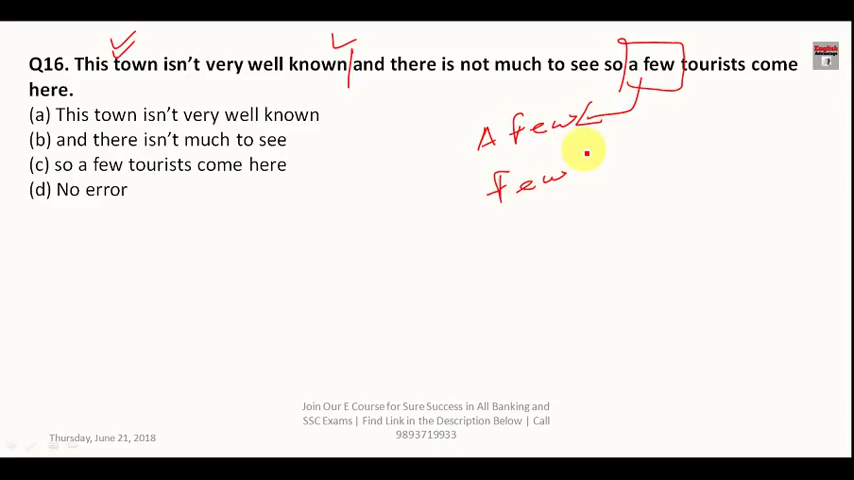 Q16. This town isn't very well known and there is not much to see so a few tourists come
here.
(a) This town isn't very well known
(b) and there isn't much to see
(c) so a few tourists come here
(d) No error
A few
few
English
Advantage
Join Our E Course for Sure Success in All Banking and
SSC Exams | Find Link in the Description Below | Call
9893719933
Thursday, June 21, 2018